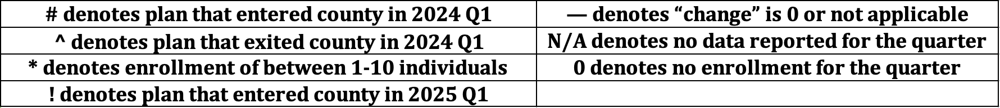 # denotes plan that entered county in 2024 Q1
— denotes “change” is 0 or not applicable
^ denotes plan that exited county in 2024 Q1
N/A denotes no data reported for the quarter
* denotes enrollment of between 1-10 individuals
0 denotes no enrollment for the quarter
! denotes plan that entered county in 2025 Q1